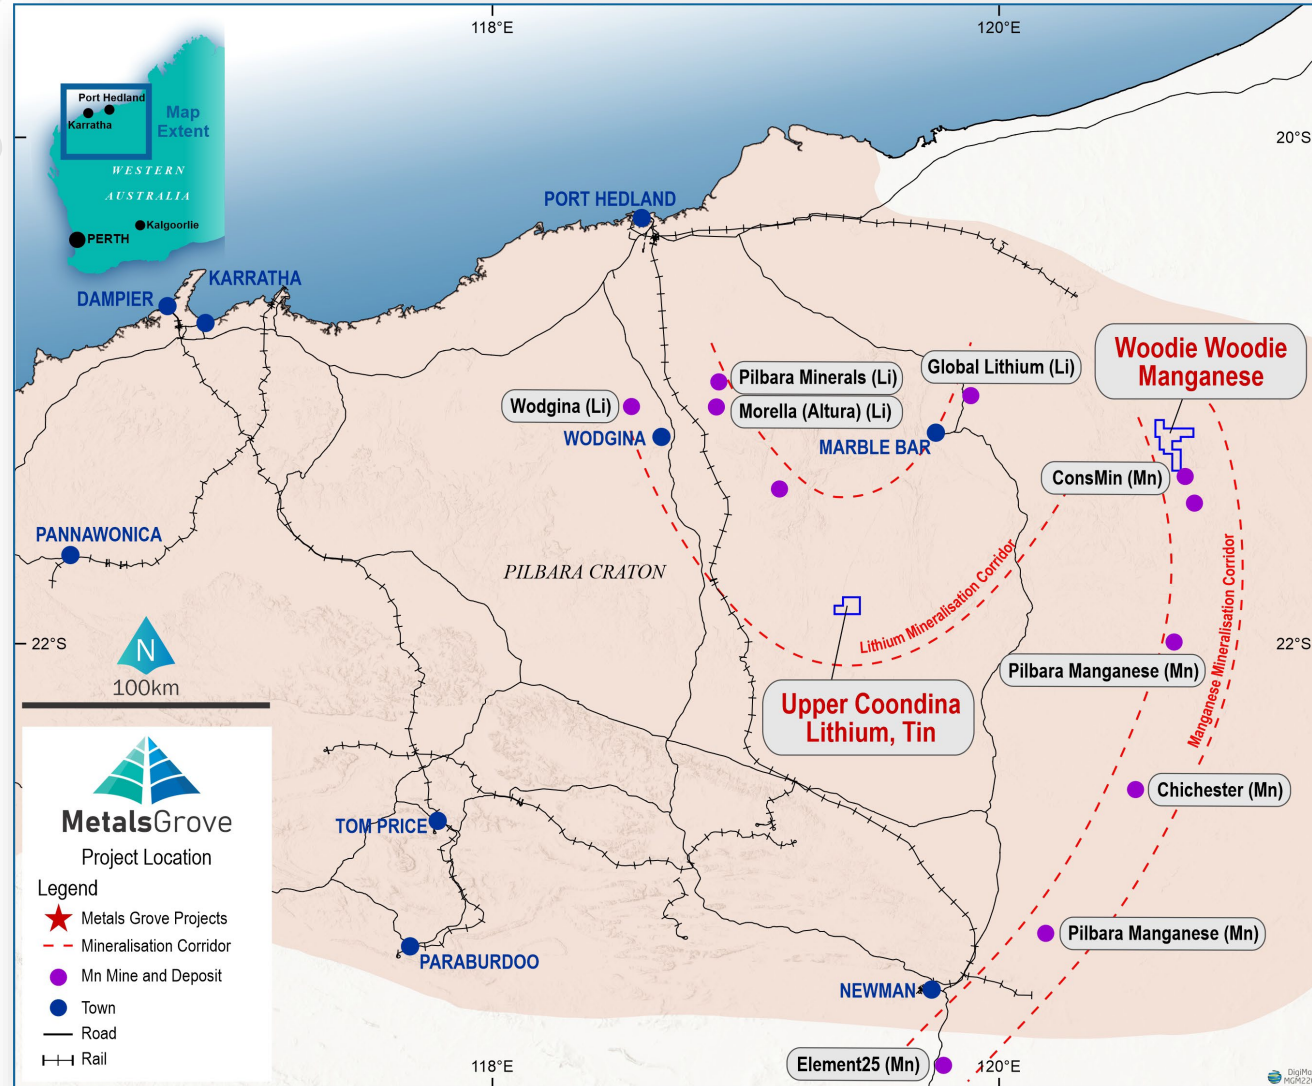 118°E
120°E
Port Hedland
Karratha
Map
Extent
WESTERN
AUSTRALIA
Kalgoorlie
PERTH
20°S
PORT HEDLAND
KARRATHA
DAMPIER
Woodie Woodie
Manganese
Global Lithium (Li)
Pilbara Minerals (Li)
Wodgina (Li)
Morella (Altura) (Li)
WODGINA
MARBLE BAR
ConsMin (Mn)
PANNAWONICA
PILBARA CRATON
Lithium Mineralisation Corridor
Manganese Mineralisation Corridor
N
100km
22°S
22°S
Pilbara Manganese (Mn)
Upper Coondina
Lithium, Tin
Chichester (Mn)
TOM PRICE
Pilbara Manganese (Mn)
PARABURDOO
NEWMAN
Element25 (Mn)
118°E
120°E
MetalsGrove
Project Location
Legend
Metals Grove Projects
Mineralisation Corridor
Mn Mine and Deposit
Town
Road
Rail